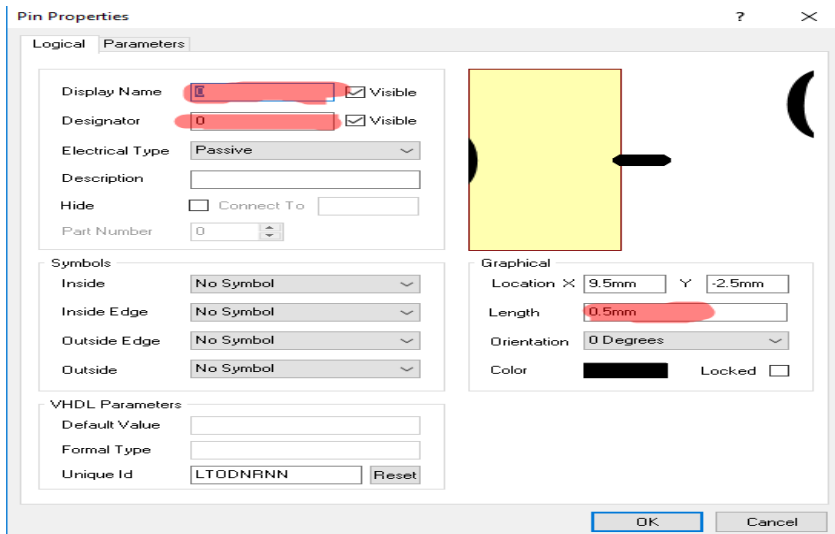 Pin Properties
?
Logical Parameters
Display Name 0 Visible
Designator 0 Visible
Electrical Type Passive
Description
Hide Connect To
Part Number 0
Symbols
Inside No Symbol
Inside Edge No Symbol
Outside Edge No Symbol
Outside No Symbol
Graphical
Location X 9.5mm Y -2.5mm
Length 0.5mm
Orientation 0 Degrees
Color Locked
VHDL Parameters
Default Value
Formal Type
Unique Id LTODNRNN Reset
OK Cancel